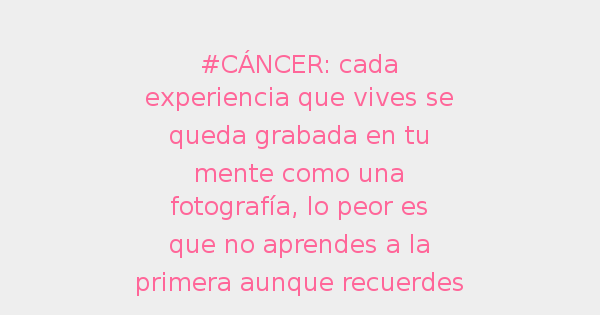 #CÁNCER: cada
experiencia que vives se
queda grabada en tu
mente como una
fotografía, lo peor es
que no aprendes a la
primera aunque recuerdes